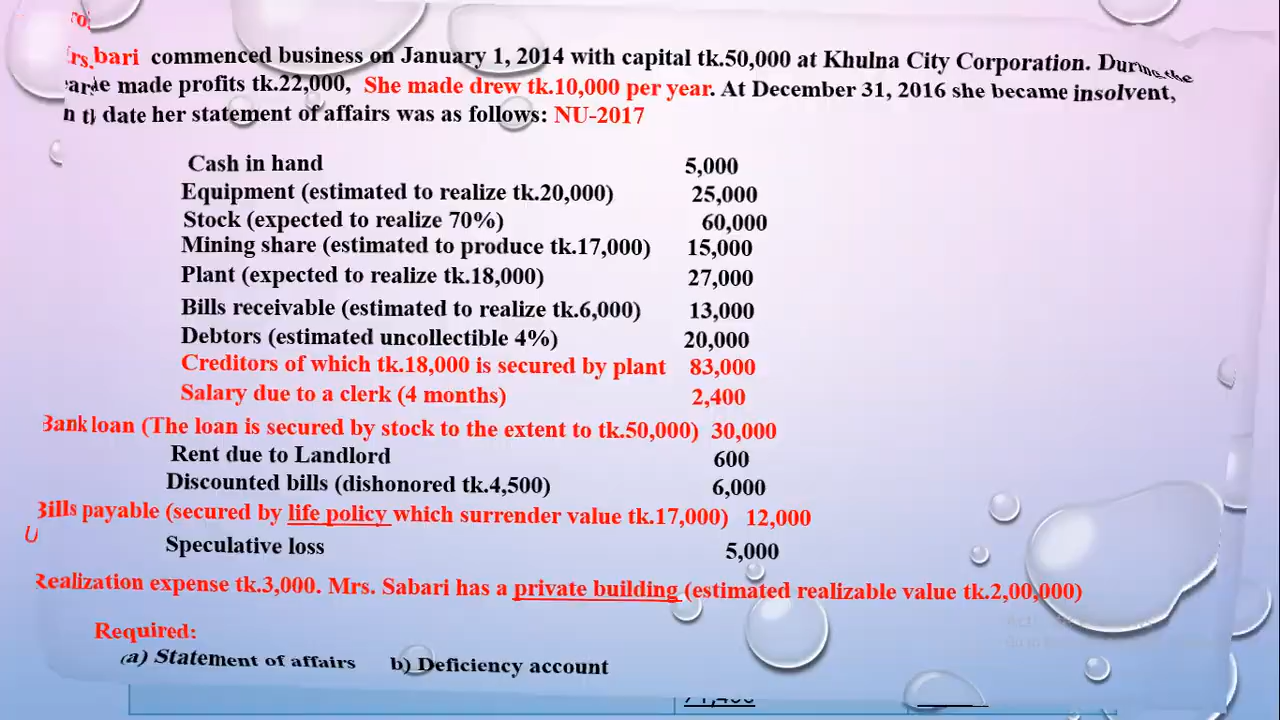 bari commenced business on January 1, 2014 with capital tk.50,000 at Khulna City Corporation. During the
made profits tk.22,000, She made drew tk.10,000 per year. At December 31, 2016 she became insolvent,
date her statement of affairs was as follows: NU-2017
Cash in hand 5,000
Equipment (estimated to realize tk.20,000) 25,000
Stock (expected to realize 70%) 60,000
Mining share (estimated to produce tk.17,000) 15,000
Plant (expected to realize tk.18,000) 27,000
Bills receivable (estimated to realize tk.6,000) 13,000
Debtors (estimated uncollectible 4%) 20,000
Creditors of which tk.18,000 is secured by plant 83,000
Salary due to a clerk (4 months) 2,400
Bank loan (The loan is secured by stock to the extent to tk.50,000) 30,000
Rent due to Landlord 600
Discounted bills (dishonored tk.4,500) 6,000
Bills payable (secured by life policy which surrender value tk.17,000) 12,000
Speculative loss 5,000
Realization expense tk.3,000. Mrs. Sabari has a private building (estimated realizable value tk.2,00,000)
Required:
(a) Statement of affairs b) Deficiency account